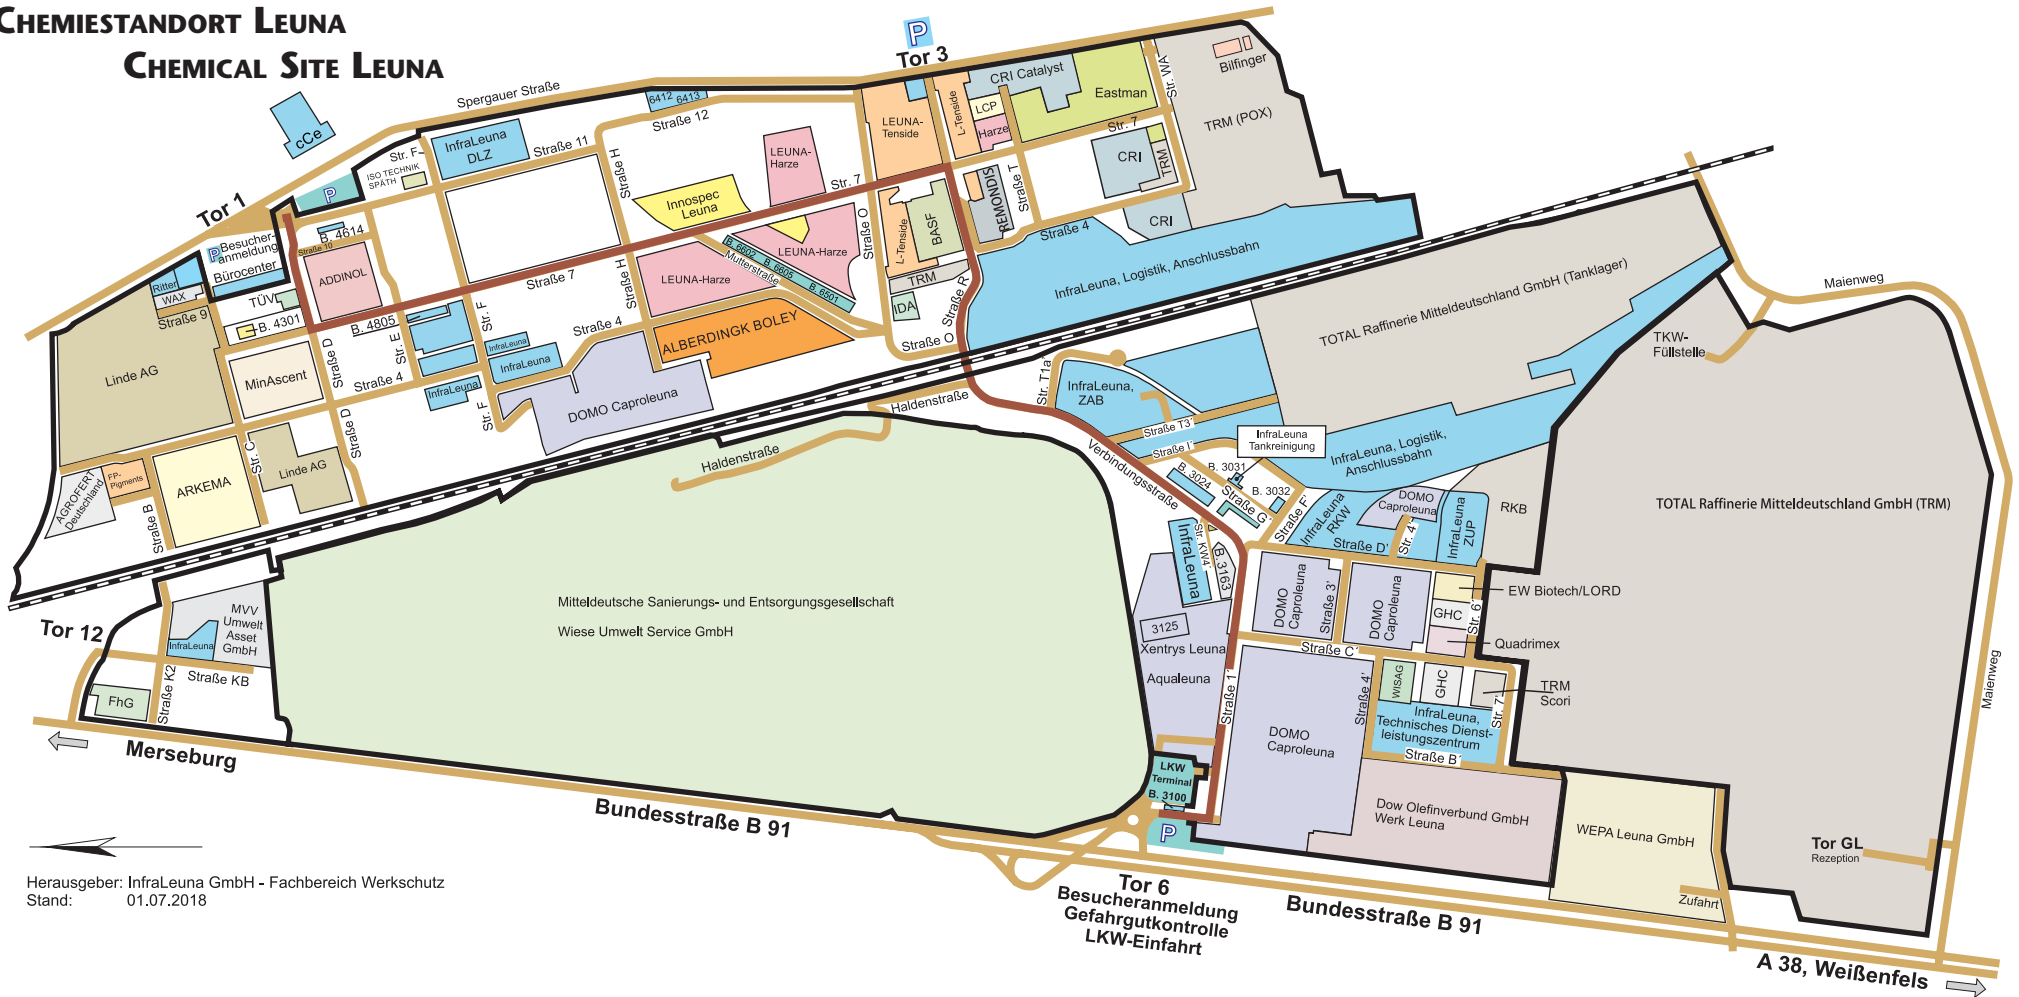 CHEMIESTANDORT LEUNA
CHEMICAL SITE LEUNA
P
Tor 3
Spergauer Straße
cCe
Str. F
InfraLeuna
DLZ
Straße 11
6412 6413
Straße 12
LEUNA-
Tenside
L-Tenside
CRI Catalyst
LCP
Harze
Eastman
Str. WA
Bilfinger
TRM (POX)
Str. 7
CRI
TRM
CRI
ISO TECHNIK
SPÄTH
P
Tor 1
P
Besucher-
anmeldung
Bürocenter
B. 4614
Straße 10
ADDINOL
Ritter
WAX
TÜV
Straße 9
B. 4301
Linde AG
MinAscent
Straße D
B. 4805
Str. E
Straße 4
InfraLeuna
Str. F
InfraLeuna
InfraLeuna
Str. F
Straße 7
Straße H
Straße H
Innospec
Leuna
LEUNA-
Harze
Str. 7
Straße O
LEUNA-Harze
LEUNA-Harze
B. 6602
B. 6605
B. 6501
Mutterstraße
Straße 4
ALBERDINGK BOLEY
DOMO Caproleuna
L-Tenside
BASF
REMONDIS
Straße T
Straße 4
TRM
IDA
Straße R
Straße O
InfraLeuna, Logistik, Anschlussbahn
TOTAL Raffinerie Mitteldeutschland GmbH (Tanklager)
Maienweg
TKW-
Füllstelle
Haldenstraße
Haldenstraße
Str. T1a´
InfraLeuna,
ZAB
Straße T3´
Straße I´
InfraLeuna
Tankreinigung
InfraLeuna, Logistik,
Anschlussbahn
Verbindungsstraße
B. 3024
B. 3031
B. 3032
Straße G´
Straße F´
InfraLeuna
RKW
DOMO
Caproleuna
Str. 4´
InfraLeuna
ZUP
RKB
Straße D´
TOTAL Raffinerie Mitteldeutschland GmbH (TRM)
AGROFERT
Deutschland
FP-
Pigments
Straße B
ARKEMA
Str. C
Linde AG
Straße D
Tor 12
MVV
Umwelt
Asset
GmbH
InfraLeuna
Straße KB
Straße K2
FhG
Mitteldeutsche Sanierungs- und Entsorgungsgesellschaft
Wiese Umwelt Service GmbH
InfraLeuna
Str. KW4´
B. 3163
3125
Xentrys Leuna
Aqualeuna
Straße 1´
DOMO
Caproleuna
Straße 3´
DOMO
Caproleuna
EW Biotech/LORD
GHC
Str. 6´
Quadrimex
Straße C´
DOMO
Caproleuna
Straße 4´
WISAG
GHC
TRM
Scori
Str. 7´
InfraLeuna,
Technisches Dienst-
leistungszentrum
Straße B´
LKW
Terminal
B. 3100
P
Dow Olefinverbund GmbH
Werk Leuna
WEPA Leuna GmbH
Zufahrt
Tor GL
Rezeption
Maienweg
Merseburg
Bundesstraße B 91
Tor 6
Besucheranmeldung
Gefahrgutkontrolle
LKW-Einfahrt
Bundesstraße B 91
A 38, Weißenfels
Herausgeber: InfraLeuna GmbH - Fachbereich Werkschutz
Stand: 01.07.2018